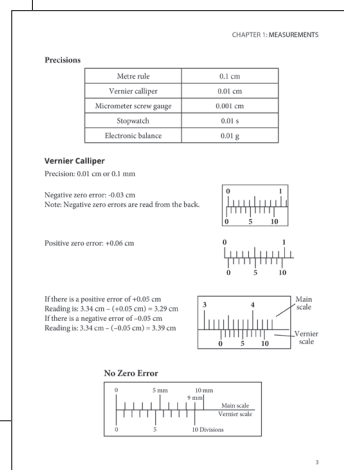 CHAPTER 1: MEASUREMENTS
Precisions
Metre rule 0.1 cm
Vernier calliper 0.01 cm
Micrometer screw gauge 0.001 cm
Stopwatch 0.01 s
Electronic balance 0.01 g
Vernier Calliper
Precision: 0.01 cm or 0.1 mm
Negative zero error: -0.03 cm
Note: Negative zero errors are read from the back.
0 1
0 5 10
Positive zero error: +0.06 cm
0 1
0 5 10
If there is a positive error of +0.05 cm
Reading is: 3.34 cm – (+0.05 cm) = 3.29 cm
If there is a negative error of –0.05 cm
Reading is: 3.34 cm – (–0.05 cm) = 3.39 cm
3 4
Main
scale
0 5 10
Vernier
scale
No Zero Error
0 5 mm 10 mm
9 mm
Main scale
Vernier scale
0 5 10 Divisions
3